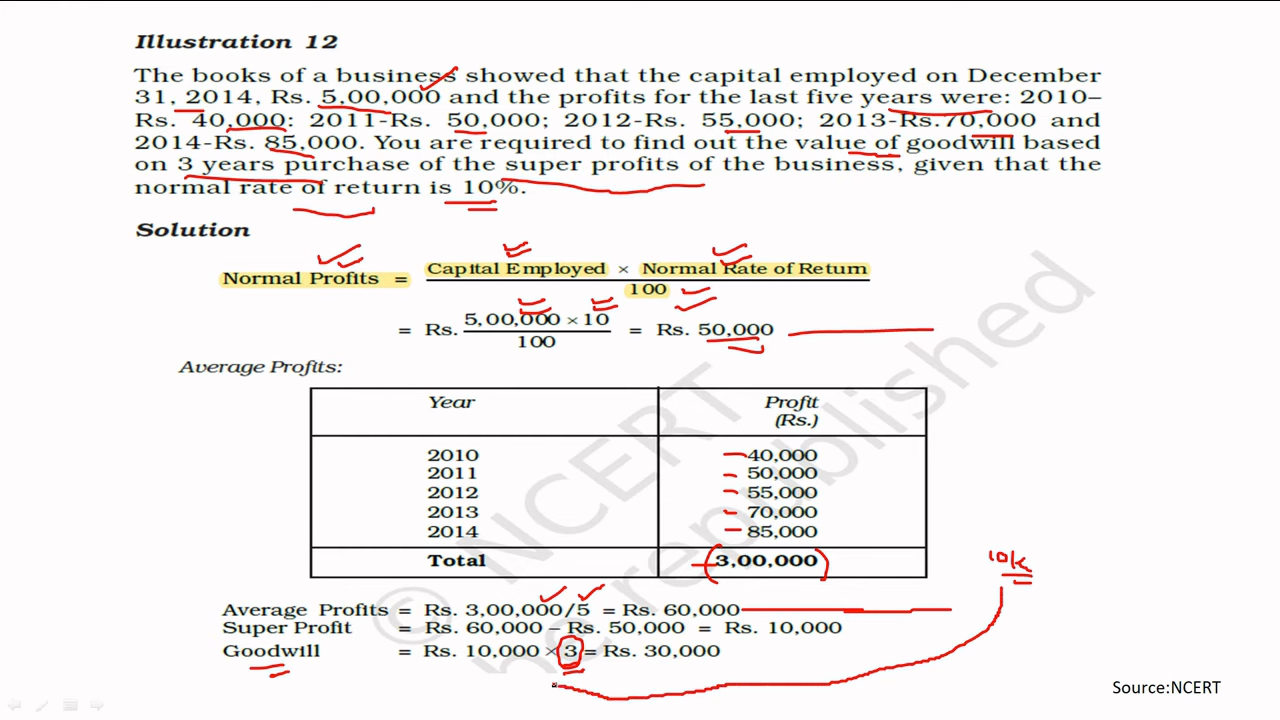 Illustration 12
The books of a business showed that the capital employed on December
31, 2014, Rs. 5,00,000 and the profits for the last five years were: 2010–
Rs. 40,000: 2011-Rs. 50,000; 2012-Rs. 55,000; 2013-Rs.70,000 and
2014-Rs. 85,000. You are required to find out the value of goodwill based
on 3 years purchase of the super profits of the business, given that the
normal rate of return is 10%.
Solution
Normal Profits = Capital Employed × Normal Rate of Return
100
= Rs. 5,00,000 × 10 = Rs. 50,000
100
Average Profits:
Year Profit
(Rs.)
2010 40,000
2011 50,000
2012 55,000
2013 70,000
2014 85,000
Total 3,00,000
10k
Average Profits = Rs. 3,00,000/5 = Rs. 60,000
Super Profit = Rs. 60,000 – Rs. 50,000 = Rs. 10,000
Goodwill = Rs. 10,000 × 3 = Rs. 30,000
Source:NCERT
© NCERT
be republished